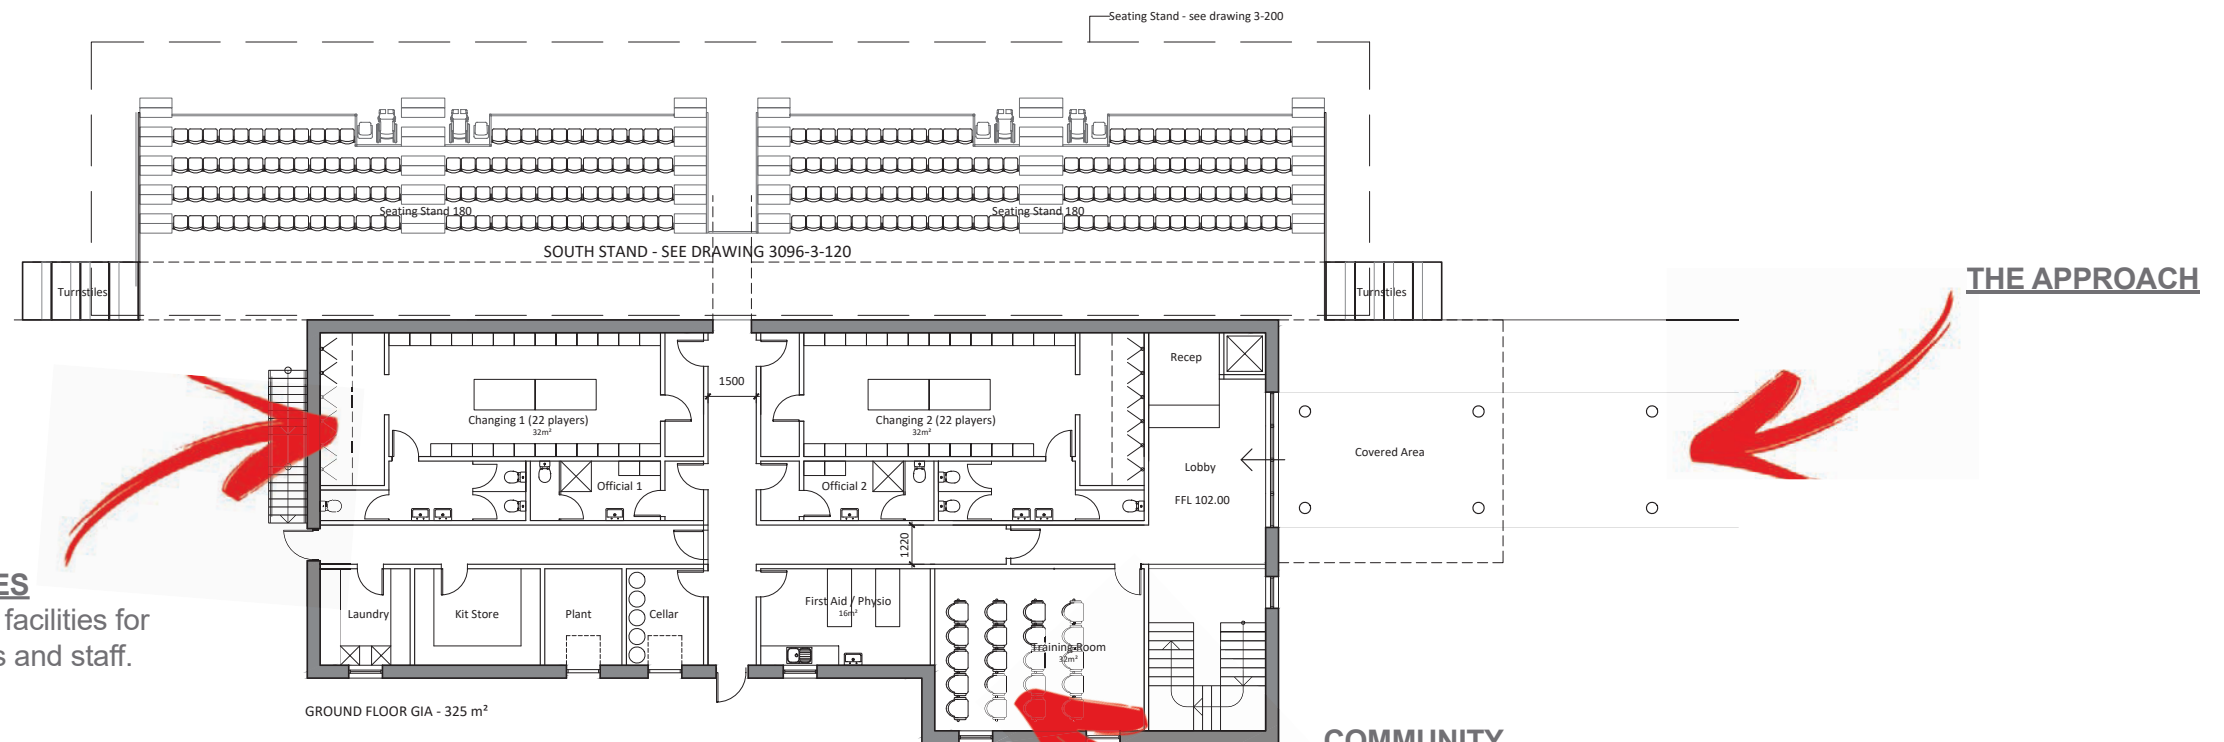 Seating Stand - see drawing 3-200
Seating Stand 180
Seating Stand 180
SOUTH STAND - SEE DRAWING 3096-3-120
Turnstiles
Turnstiles
THE APPROACH
Recep
1500
Changing 1 (22 players)
32m²
Changing 2 (22 players)
32m²
Covered Area
Lobby
FFL 102.00
Official 1
Official 2
1220
ES
facilities for
s and staff.
Laundry
Kit Store
Plant
Cellar
First Aid / Physio
16m²
Training Room
32m²
GROUND FLOOR GIA - 325 m²
COMMUNITY